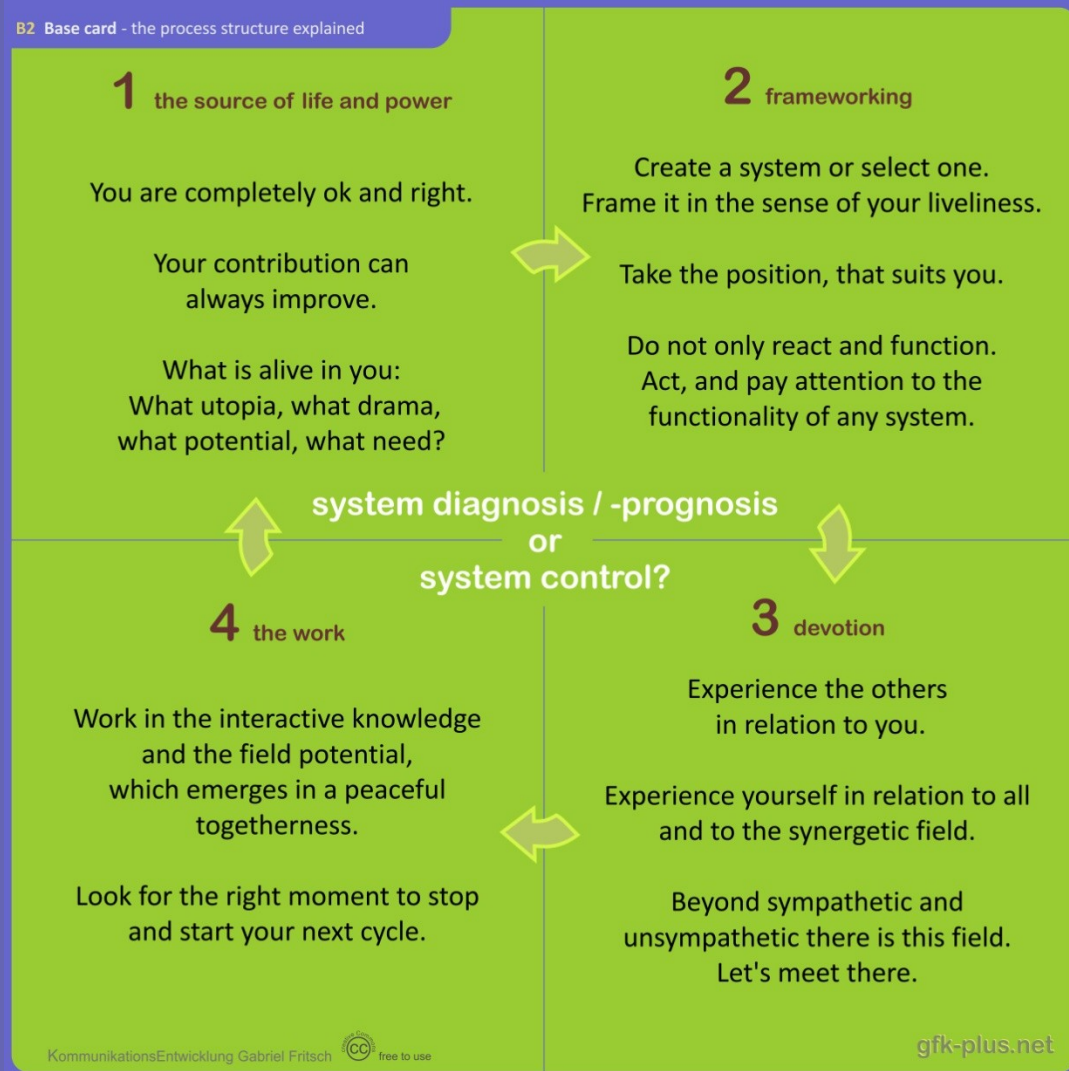 B2 Base card - the process structure explained
1 the source of life and power
You are completely ok and right.
Your contribution can
always improve.
What is alive in you:
What utopia, what drama,
what potential, what need?
2 frameworking
Create a system or select one.
Frame it in the sense of your liveliness.
Take the position, that suits you.
Do not only react and function.
Act, and pay attention to the
functionality of any system.
system diagnosis / -prognosis
or
system control?
3 devotion
Experience the others
in relation to you.
Experience yourself in relation to all
and to the synergetic field.
Beyond sympathetic and
unsympathetic there is this field.
Let's meet there.
4 the work
Work in the interactive knowledge
and the field potential,
which emerges in a peaceful
togetherness.
Look for the right moment to stop
and start your next cycle.
KommunikationsEntwicklung Gabriel Fritsch
Creative Commons
CC
free to use
gfk-plus.net